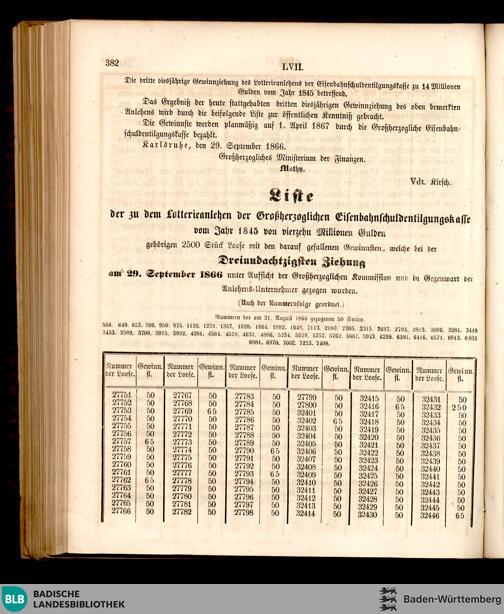 382
LVII.
Die dritte diesjährige Gewinnziehung des Lotterieanlehens der Eisenbahnschuldentilgungskasse zu 14 Millionen
Gulden vom Jahr 1845 betreffend.
Das Ergebniß der heute stattgehabten dritten diesjährigen Gewinnziehung des oben bemerkten
Anlehens wird durch die beifolgende Liste zur öffentlichen Kenntniß gebracht.
Die Gewinnste werden planmäßig auf 1. April 1867 durch die Großherzogliche Eisenbahn-
schuldentilgungskasse bezahlt.
Karlsruhe, den 29. September 1866.
Großherzogliches Ministerium der Finanzen.
Mathy.
Vdt. Kirsch.
Liste
der zu dem Lotterieanlehen der Großherzoglichen Eisenbahnschuldentilgungskasse
vom Jahr 1845 von vierzehn Millionen Gulden
gehörigen 2500 Stück Loose mit den darauf gefallenen Gewinnsten, welche bei der
Dreiundachtzigsten Ziehung
am 29. September 1866 unter Aufsicht der Großherzoglichen Kommission und in Gegenwart der
Anlehens-Unternehmer gezogen wurden.
(Nach der Nummernfolge geordnet.)
Nummern der am 31. August 1866 gezogenen 50 Serien.
Nummer Gewinn. Nummer Gewinn. Nummer Gewinn. Nummer Gewinn. Nummer Gewinn. Nummer Gewinn.
der Loose. fl. der Loose. fl. der Loose. fl. der Loose. fl. der Loose. fl. der Loose. fl.
27751 50 27767 50 27783 50 27799 50 32415 50 32431 50
27752 50 27768 50 27784 50 27800 50 32416 65 32432 250
27753 50 27769 65 27785 50 32401 50 32417 50 32433 50
27754 50 27770 50 27786 50 32402 65 32418 50 32434 50
27755 50 27771 50 27787 50 32403 50 32419 50 32435 50
27756 50 27772 50 27788 50 32404 50 32420 50 32436 50
27757 65 27773 50 27789 50 32405 50 32421 50 32437 50
27758 50 27774 50 27790 65 32406 50 32422 50 32438 50
27759 50 27775 50 27791 50 32407 50 32423 50 32439 50
27760 50 27776 50 27792 50 32408 50 32424 50 32440 50
27761 50 27777 50 27793 65 32409 50 32425 50 32441 50
27762 65 27778 50 27794 50 32410 50 32426 50 32442 50
27763 50 27779 50 27795 50 32411 50 32427 50 32443 50
27764 50 27780 50 27796 50 32412 50 32428 50 32444 50
27765 50 27781 50 27797 50 32413 50 32429 50 32445 50
27766 50 27782 50 27798 50 32414 50 32430 50 32446 65
BLB BADISCHE
LANDESBIBLIOTHEK
Baden-Württemberg